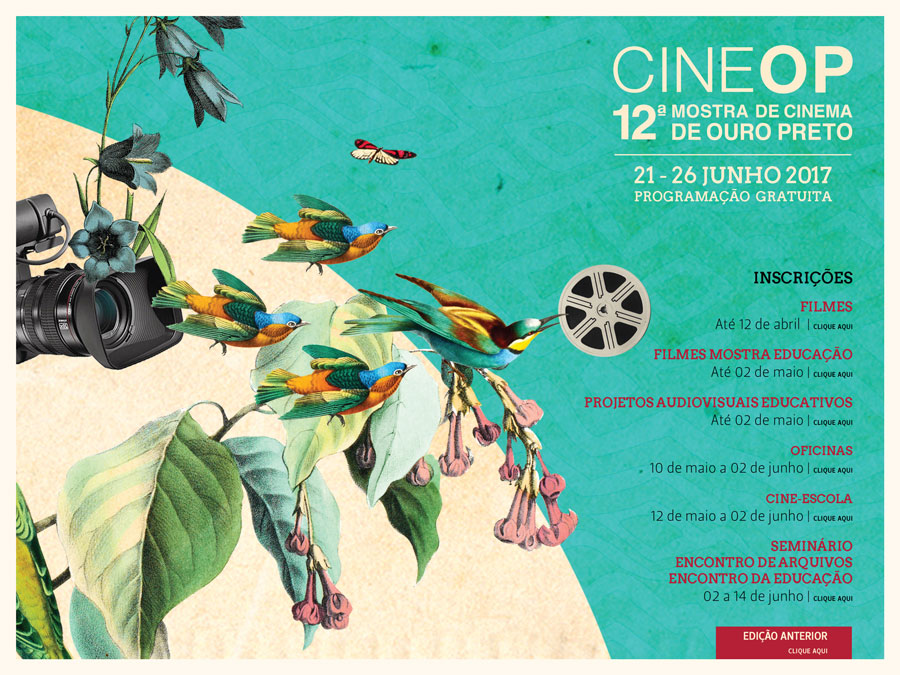 CINEOP
12ª MOSTRA DE CINEMA
DE OURO PRETO
21 - 26 JUNHO 2017
PROGRAMAÇÃO GRATUITA
INSCRIÇÕES
FILMES
Até 12 de abril | CLIQUE AQUI
FILMES MOSTRA EDUCAÇÃO
Até 02 de maio | CLIQUE AQUI
PROJETOS AUDIOVISUAIS EDUCATIVOS
Até 02 de maio | CLIQUE AQUI
OFICINAS
10 de maio a 02 de junho | CLIQUE AQUI
CINE-ESCOLA
12 de maio a 02 de junho | CLIQUE AQUI
SEMINÁRIO
ENCONTRO DE ARQUIVOS
ENCONTRO DA EDUCAÇÃO
02 a 14 de junho | CLIQUE AQUI
EDIÇÃO ANTERIOR
CLIQUE AQUI